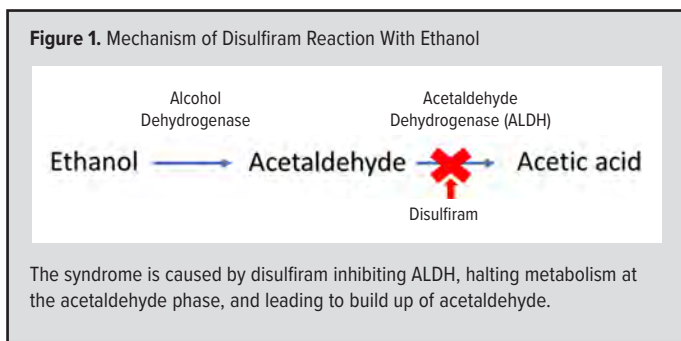 Figure 1. Mechanism of Disulfiram Reaction With Ethanol
Alcohol
Dehydrogenase
Acetaldehyde
Dehydrogenase (ALDH)
Ethanol
Acetaldehyde
Acetic acid
Disulfiram
The syndrome is caused by disulfiram inhibiting ALDH, halting metabolism at
the acetaldehyde phase, and leading to build up of acetaldehyde.